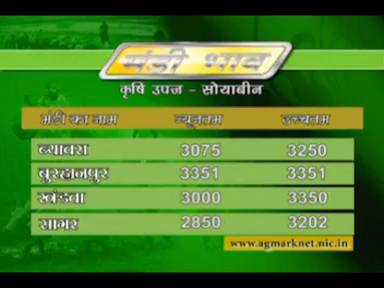 मंडी भाव
कृषि उपज - सोयाबीन
मंडी का नाम न्यूनतम उच्चतम
ब्यावरा 3075 3250
बुरहानपुर 3351 3351
खंडवा 3000 3350
सागर 2850 3202
www.agmarknet.nic.in